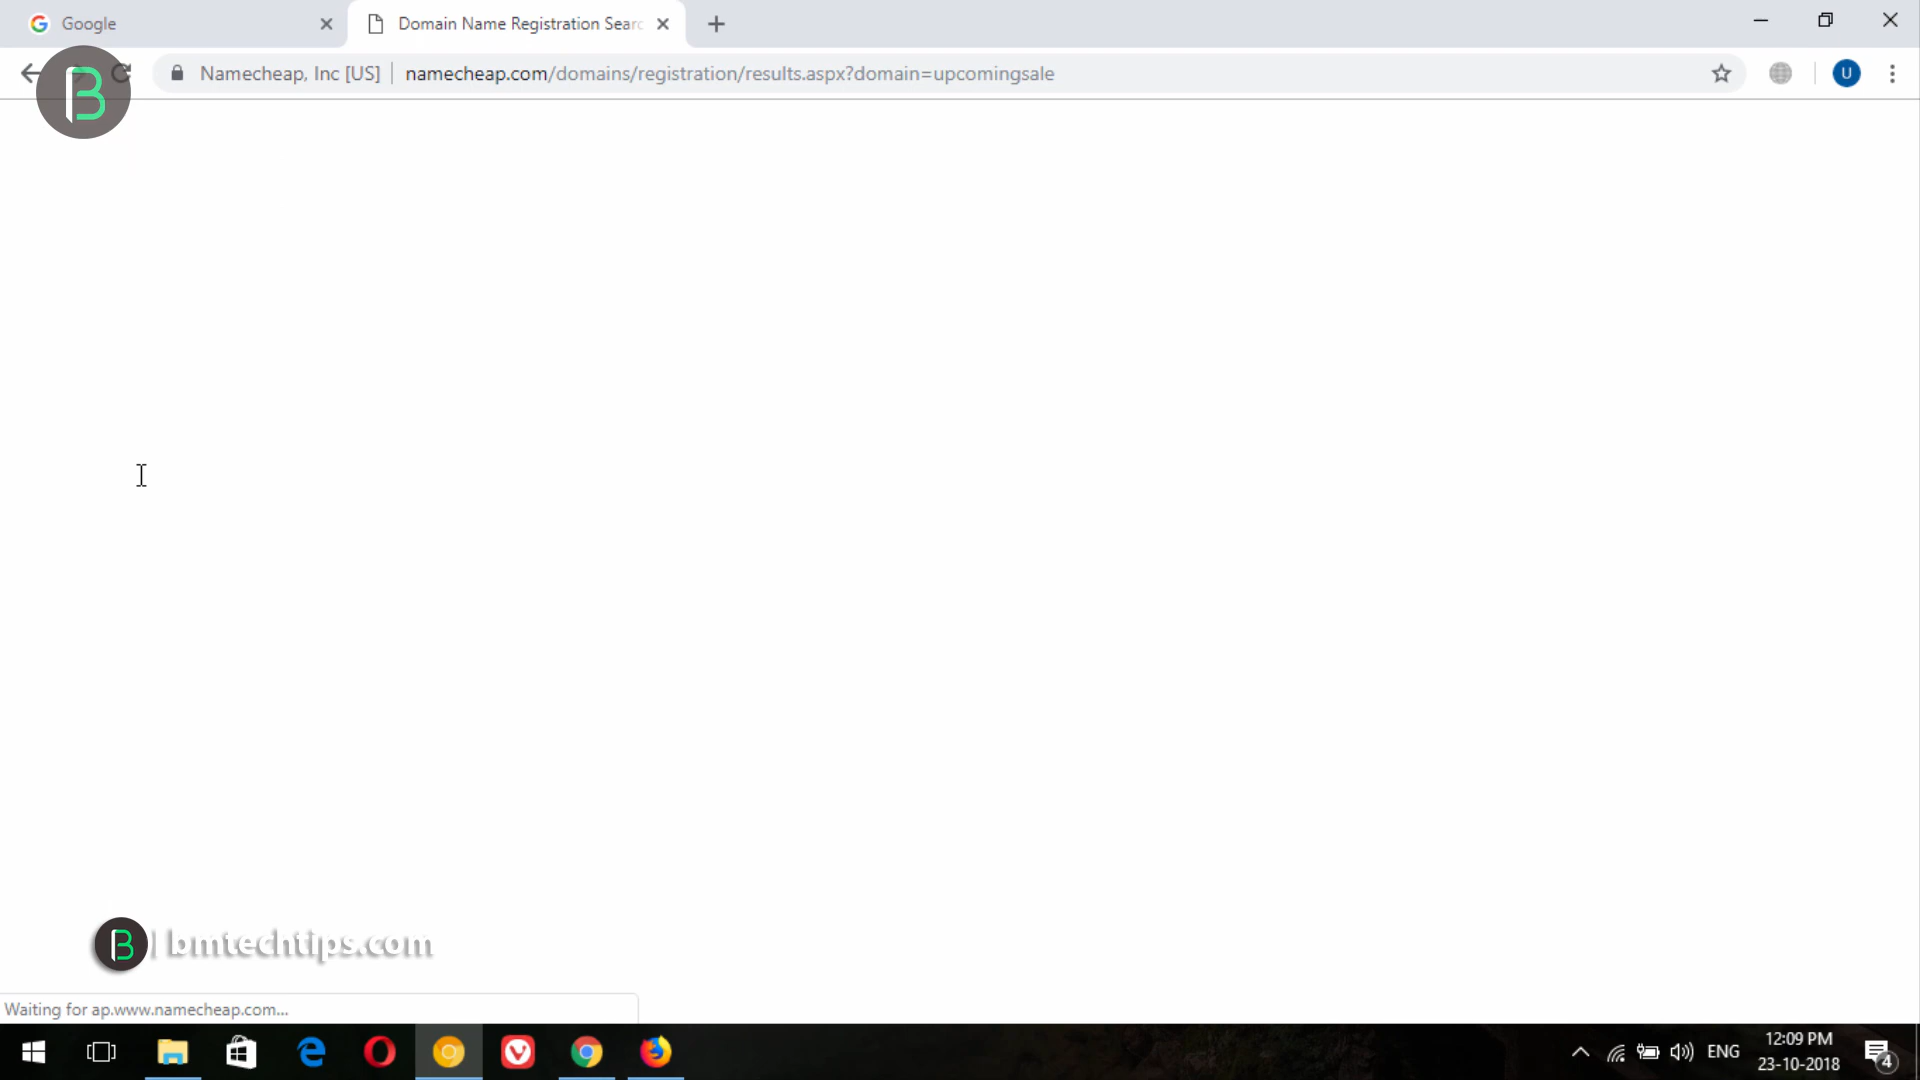 Google
Domain Name Registration Searc
Namecheap, Inc [US]
namecheap.com/domains/registration/results.aspx?domain=upcomingsale
U
B
B | bmtechtips.com
Waiting for ap.www.namecheap.com...
ENG
12:09 PM
23-10-2018
4